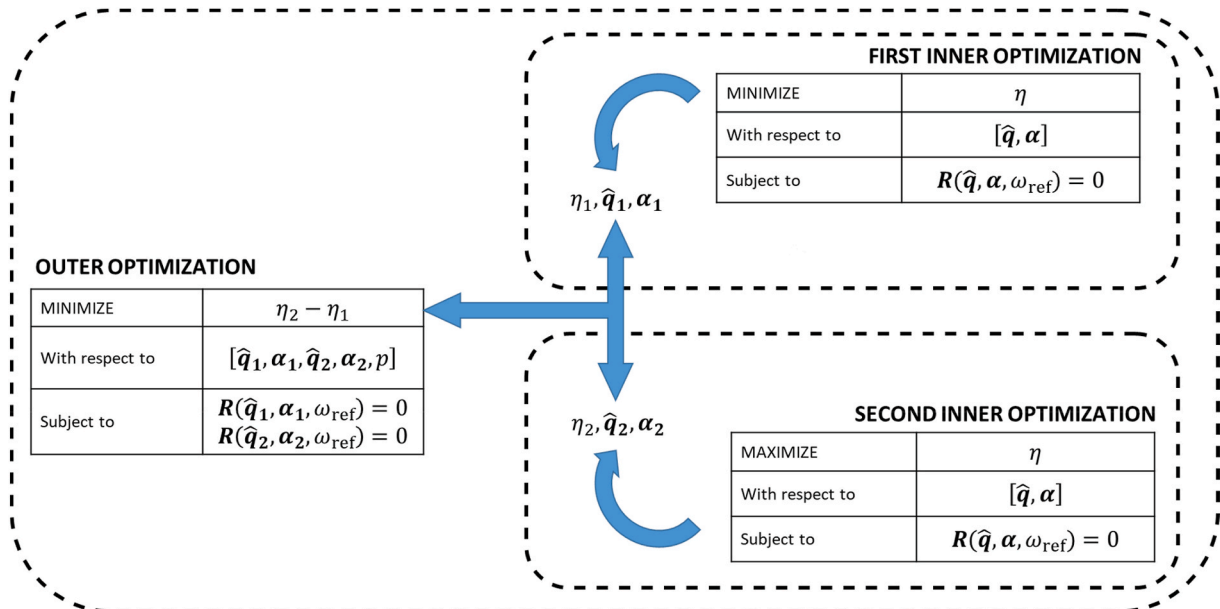 FIRST INNER OPTIMIZATION
MINIMIZE η
With respect to [q̂, α]
Subject to R(q̂, α, ω_ref) = 0
η₁, q̂₁, α₁
OUTER OPTIMIZATION
MINIMIZE η₂ − η₁
With respect to [q̂₁, α₁, q̂₂, α₂, p]
Subject to R(q̂₁, α₁, ω_ref) = 0
R(q̂₂, α₂, ω_ref) = 0
η₂, q̂₂, α₂
SECOND INNER OPTIMIZATION
MAXIMIZE η
With respect to [q̂, α]
Subject to R(q̂, α, ω_ref) = 0